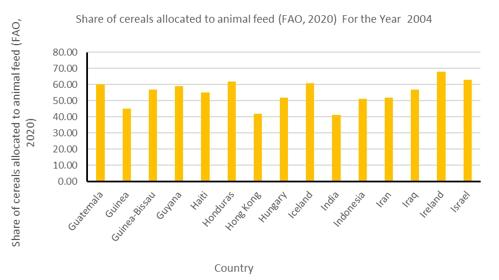 Share of cereals allocated to animal feed (FAO, 2020)  For the Year  2004
Share of cereals allocated to animal feed (FAO,
2020)
80.00
70.00
60.00
50.00
40.00
30.00
20.00
10.00
0.00
Guatemala
Guinea
Guinea-Bissau
Guyana
Haiti
Honduras
Hong Kong
Hungary
Iceland
India
Indonesia
Iran
Iraq
Ireland
Israel
Country